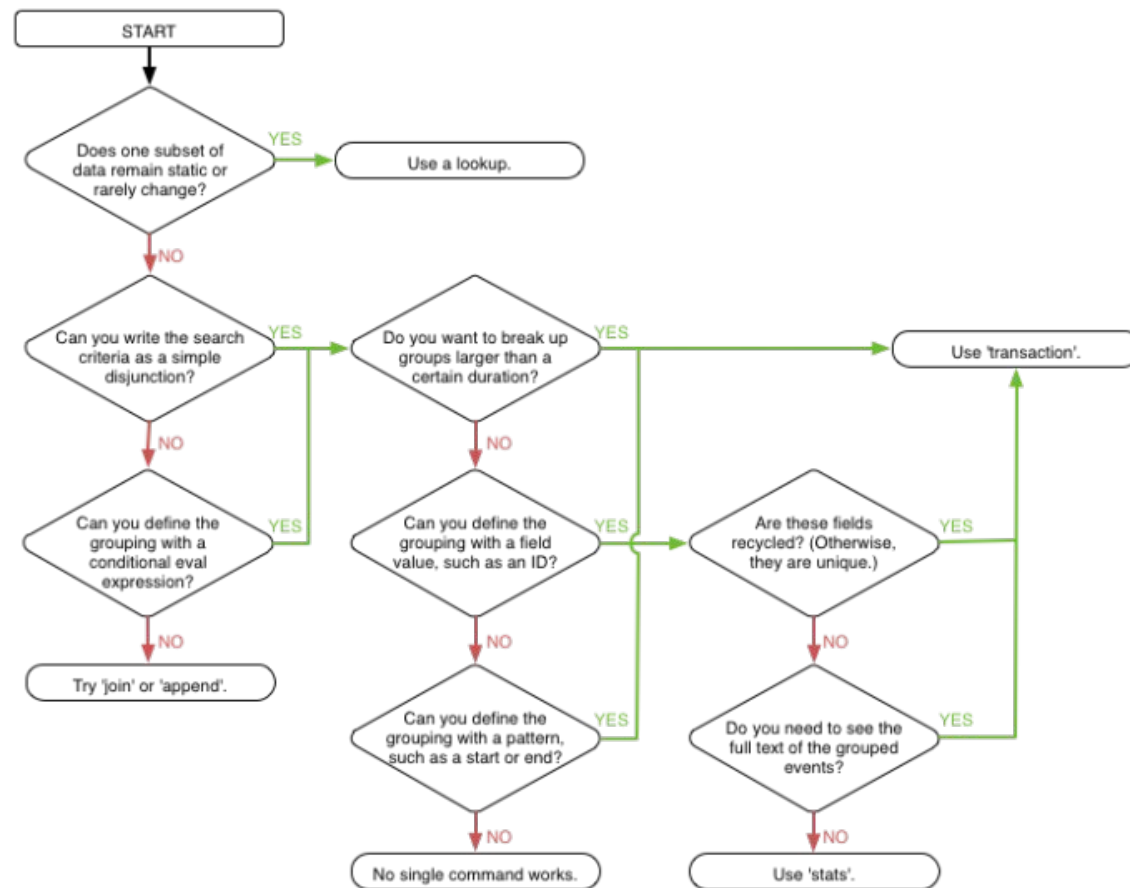 START
Does one subset of
data remain static or
rarely change?
YES
Use a lookup.
NO
Can you write the search
criteria as a simple
disjunction?
YES
Do you want to break up
groups larger than a
certain duration?
YES
Use 'transaction'.
NO
NO
Can you define the
grouping with a
conditional eval
expression?
YES
Can you define the
grouping with a field
value, such as an ID?
YES
Are these fields
recycled? (Otherwise,
they are unique.)
YES
NO
NO
NO
Try 'join' or 'append'.
Can you define the
grouping with a pattern,
such as a start or end?
YES
Do you need to see the
full text of the grouped
events?
YES
NO
NO
No single command works.
Use 'stats'.